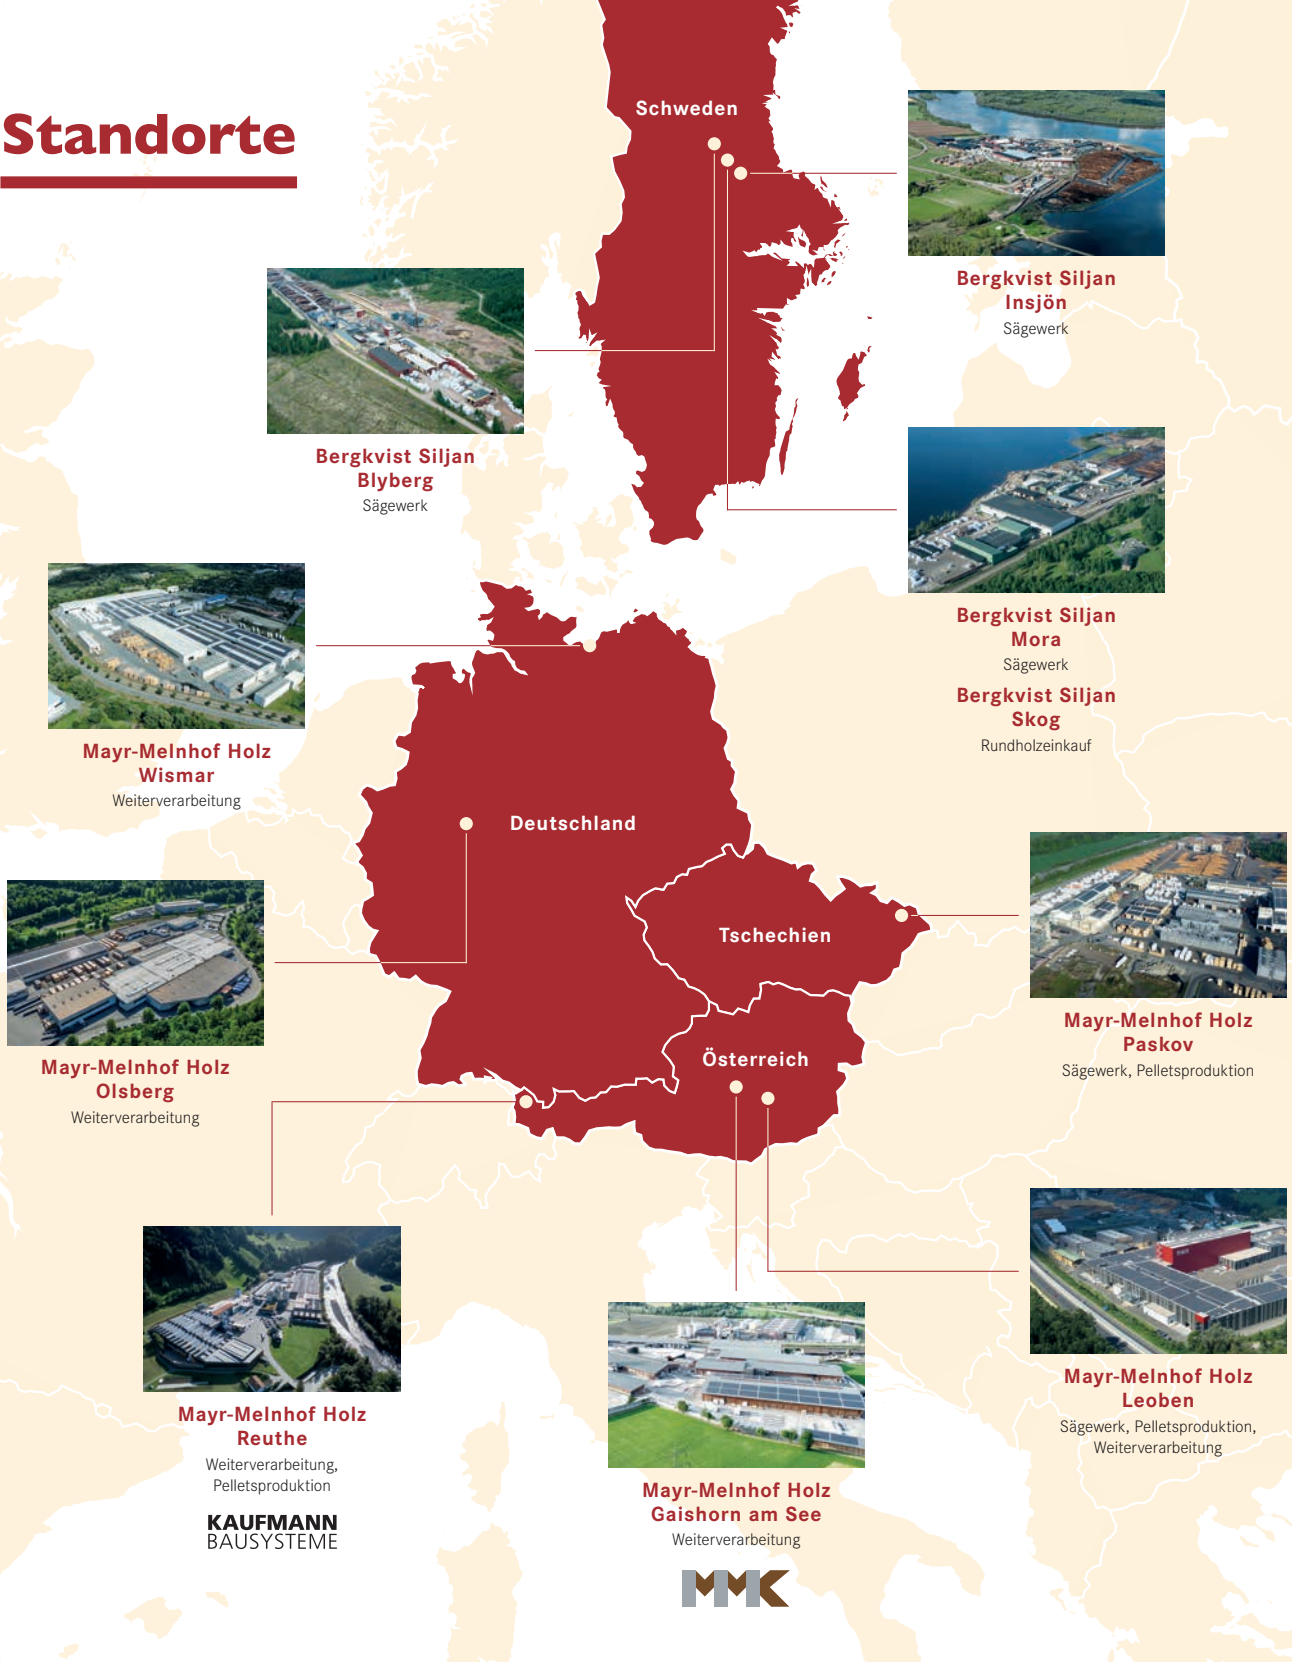 Standorte
Schweden
Bergkvist Siljan
Insjön
Sägewerk
Bergkvist Siljan
Blyberg
Sägewerk
Bergkvist Siljan
Mora
Sägewerk
Bergkvist Siljan
Skog
Rundholzeinkauf
Mayr-Melnhof Holz
Wismar
Weiterverarbeitung
Deutschland
Tschechien
Mayr-Melnhof Holz
Paskov
Sägewerk, Pelletsproduktion
Mayr-Melnhof Holz
Olsberg
Weiterverarbeitung
Österreich
Mayr-Melnhof Holz
Reuthe
Weiterverarbeitung,
Pelletsproduktion
KAUFMANN
BAUSYSTEME
Mayr-Melnhof Holz
Gaishorn am See
Weiterverarbeitung
MMK
Mayr-Melnhof Holz
Leoben
Sägewerk, Pelletsproduktion,
Weiterverarbeitung